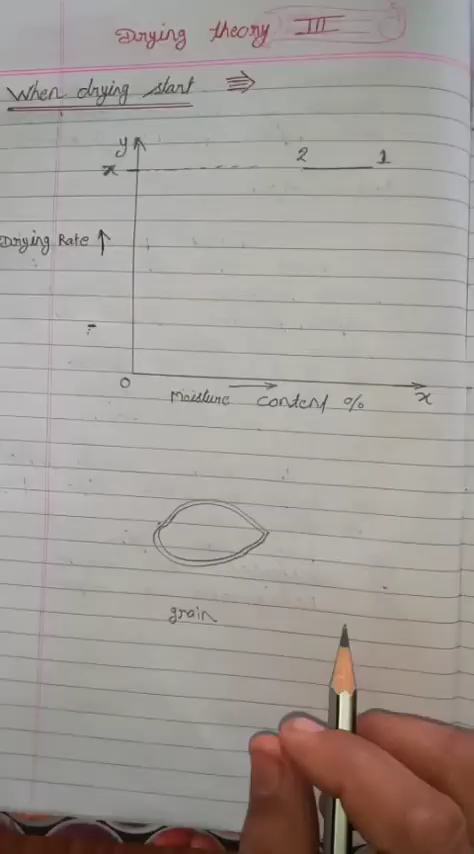 Drying theory III
When drying start ⇛
y
x 2 1
Drying Rate ↑
0
Moisture → content % x
grain